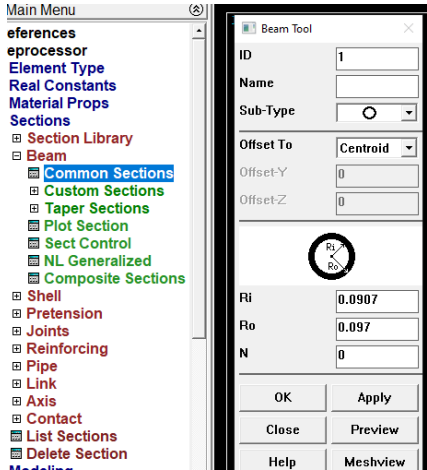 Main Menu
eferences
eprocessor
Element Type
Real Constants
Material Props
Sections
Section Library
Beam
Common Sections
Custom Sections
Taper Sections
Plot Section
Sect Control
NL Generalized
Composite Sections
Shell
Pretension
Joints
Reinforcing
Pipe
Link
Axis
Contact
List Sections
Delete Section
Modeling
Beam Tool
ID 1
Name
Sub-Type
Offset To Centroid
Offset-Y 0
Offset-Z 0
Ri
Ro
Ri 0.0907
Ro 0.097
N 0
OK Apply
Close Preview
Help Meshview